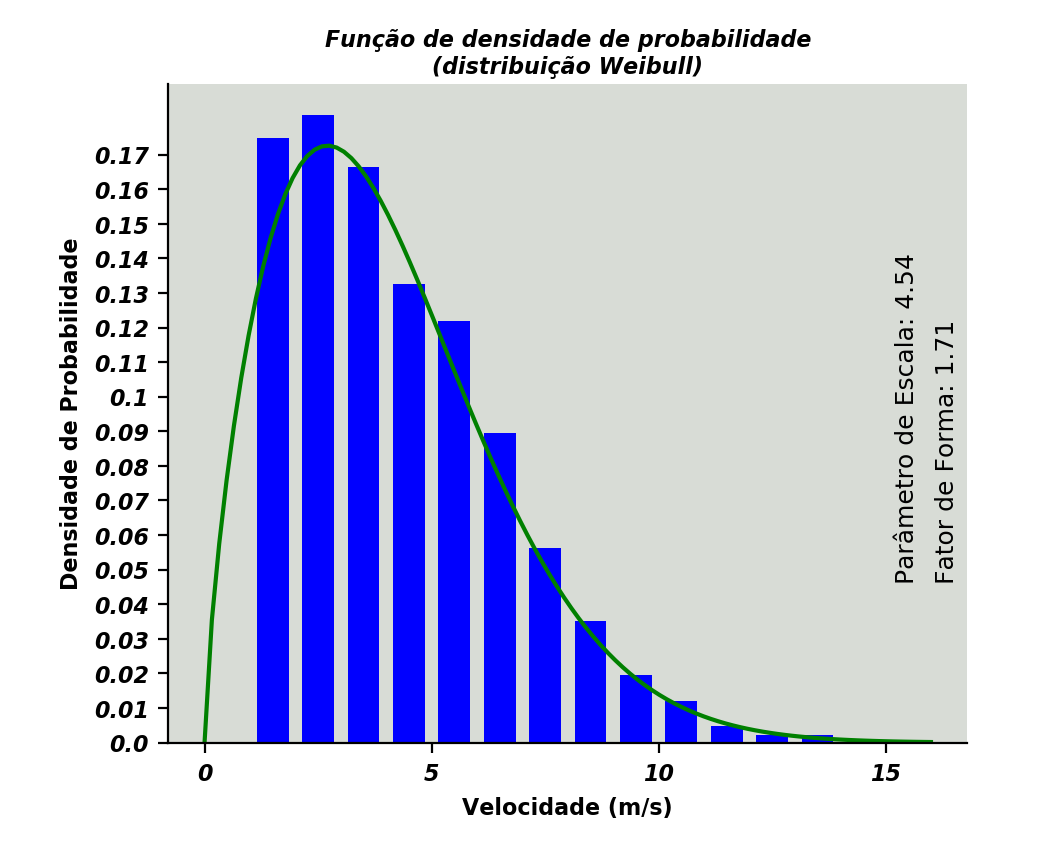 Função de densidade de probabilidade
(distribuição Weibull)
Densidade de Probabilidade
0.17
0.16
0.15
0.14
0.13
0.12
0.11
0.1
0.09
0.08
0.07
0.06
0.05
0.04
0.03
0.02
0.01
0.0
Parâmetro de Escala: 4.54
Fator de Forma: 1.71
0 5 10 15
Velocidade (m/s)